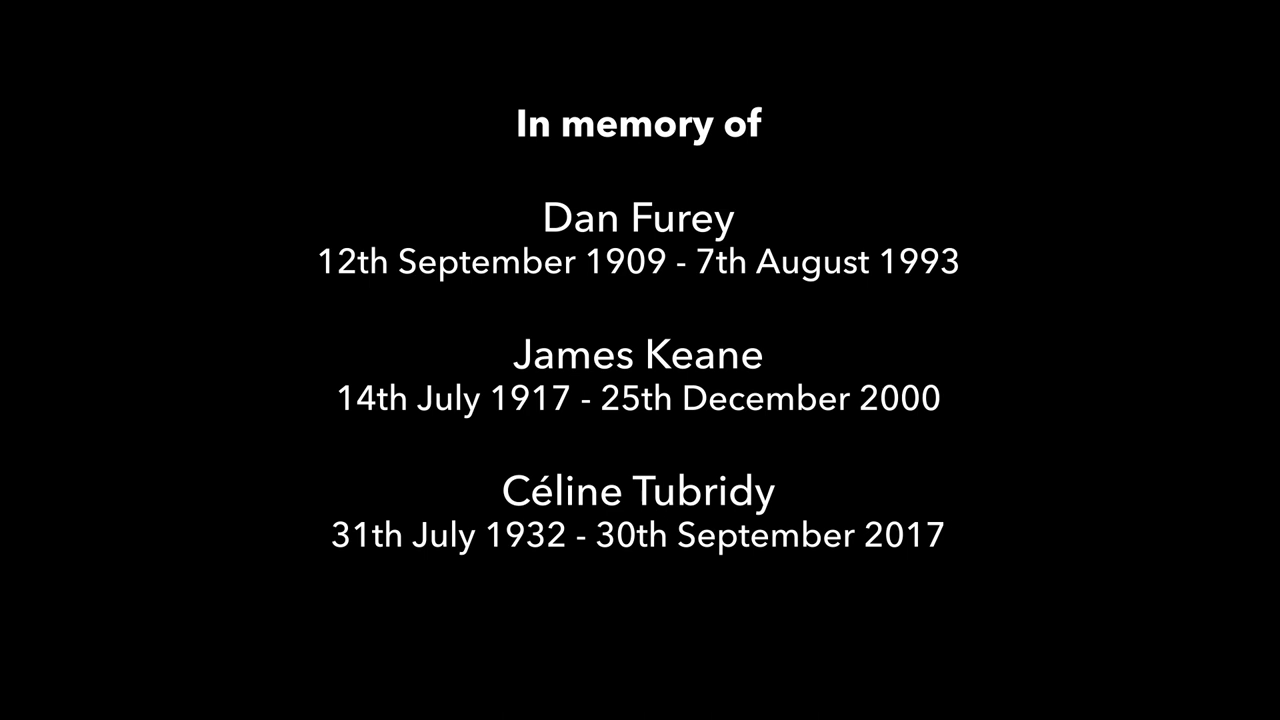 In memory of
Dan Furey
12th September 1909 - 7th August 1993
James Keane
14th July 1917 - 25th December 2000
Céline Tubridy
31th July 1932 - 30th September 2017